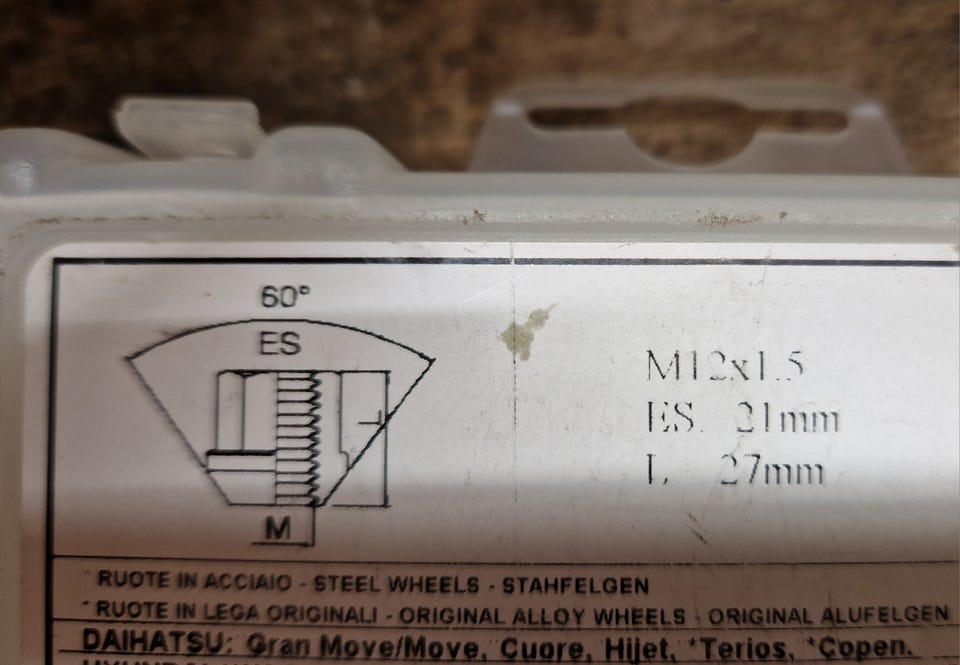 60°
ES
M12x1.5
ES. 21mm
L 27mm
M
* RUOTE IN ACCIAIO - STEEL WHEELS - STAHFELGEN
* RUOTE IN LEGA ORIGINALI - ORIGINAL ALLOY WHEELS ORIGINAL ALUFELGEN
DAIHATSU: Gran Move/Move, Cuore, Hijet, *Terios, *Copen.